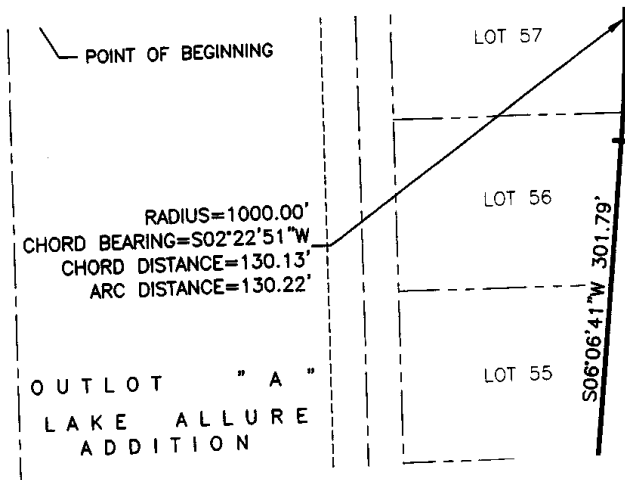 POINT OF BEGINNING
LOT 57
RADIUS=1000.00'
CHORD BEARING=S02°22'51"W
CHORD DISTANCE=130.13'
ARC DISTANCE=130.22'
LOT 56
S06°06'41"W 301.79'
LOT 55
OUTLOT "A"
LAKE ALLURE
ADDITION